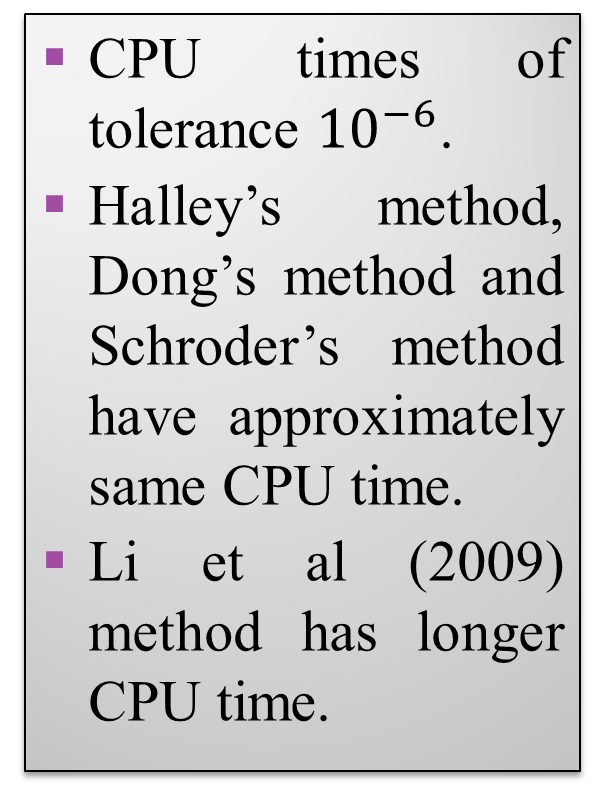 ▪ CPU times of
tolerance 10⁻⁶.
▪ Halley’s method,
Dong’s method and
Schroder’s method
have approximately
same CPU time.
▪ Li et al (2009)
method has longer
CPU time.